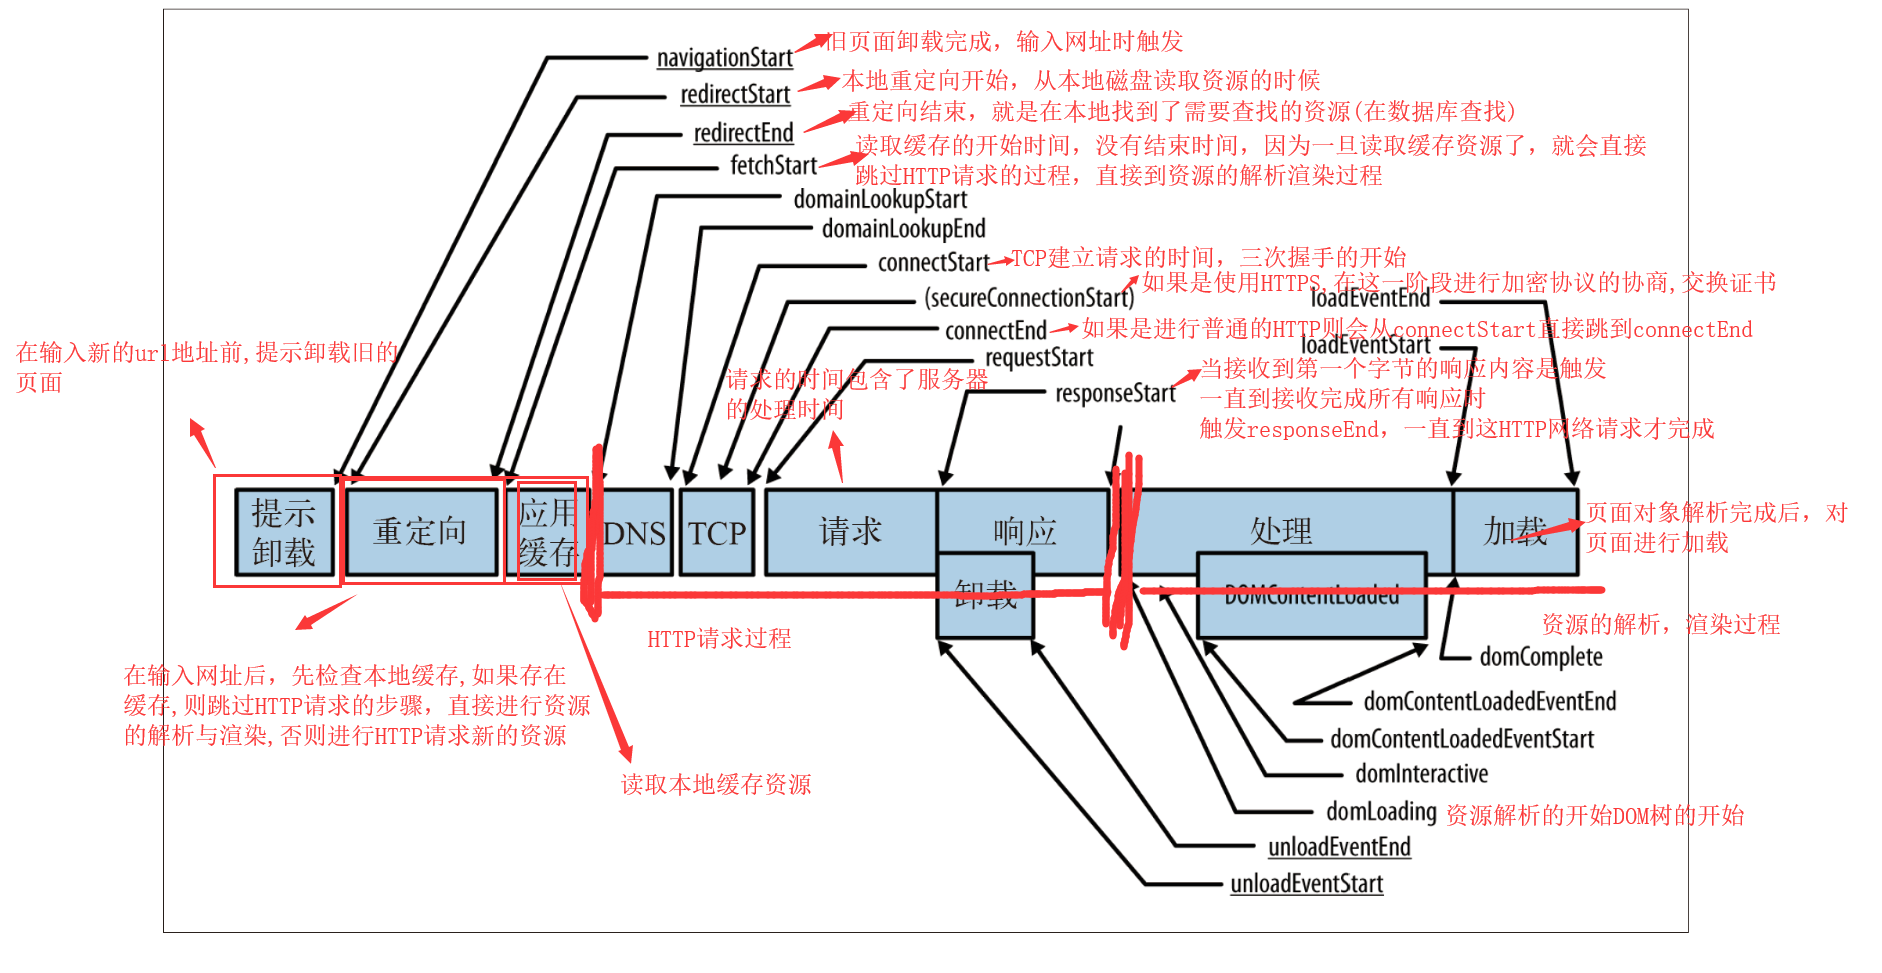 navigationStart
旧页面卸载完成，输入网址时触发
redirectStart
本地重定向开始，从本地磁盘读取资源的时候
redirectEnd
重定向结束，就是在本地找到了需要查找的资源(在数据库查找)
fetchStart
读取缓存的开始时间，没有结束时间，因为一旦读取缓存资源了，就会直接
跳过HTTP请求的过程，直接到资源的解析渲染过程
domainLookupStart
domainLookupEnd
connectStart
TCP建立请求的时间，三次握手的开始
(secureConnectionStart)
如果是使用HTTPS,在这一阶段进行加密协议的协商,交换证书
loadEventEnd
connectEnd
如果是进行普通的HTTP则会从connectStart直接跳到connectEnd
loadEventStart
requestStart
在输入新的url地址前,提示卸载旧的
页面
请求的时间包含了服务器
的处理时间
responseStart
当接收到第一个字节的响应内容是触发
一直到接收完成所有响应时
触发responseEnd，一直到这HTTP网络请求才完成
提示
卸载
重定向
应用
缓存
DNS
TCP
请求
响应
处理
加载
页面对象解析完成后，对
页面进行加载
卸载
DOMContentLoaded
HTTP请求过程
资源的解析，渲染过程
domComplete
在输入网址后，先检查本地缓存,如果存在
缓存,则跳过HTTP请求的步骤，直接进行资源
的解析与渲染,否则进行HTTP请求新的资源
domContentLoadedEventEnd
domContentLoadedEventStart
domInteractive
读取本地缓存资源
domLoading
资源解析的开始DOM树的开始
unloadEventEnd
unloadEventStart